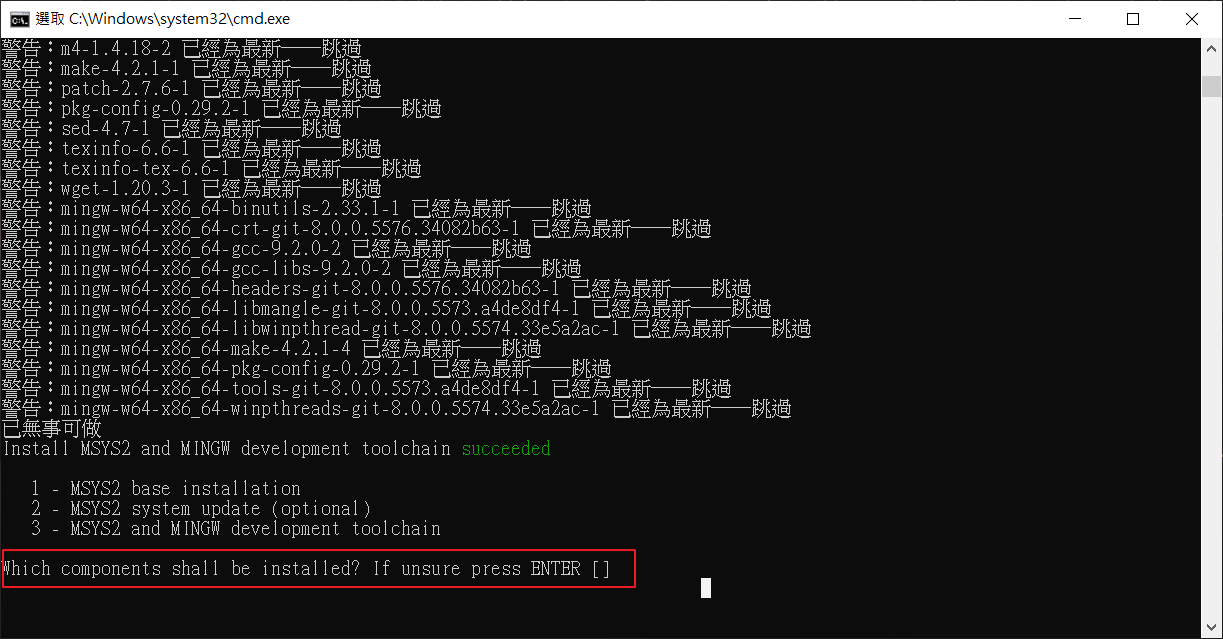 選取 C:\Windows\system32\cmd.exe
警告：m4-1.4.18-2 已經為最新──跳過
警告：make-4.2.1-1 已經為最新──跳過
警告：patch-2.7.6-1 已經為最新──跳過
警告：pkg-config-0.29.2-1 已經為最新──跳過
警告：sed-4.7-1 已經為最新──跳過
警告：texinfo-6.6-1 已經為最新──跳過
警告：texinfo-tex-6.6-1 已經為最新──跳過
警告：wget-1.20.3-1 已經為最新──跳過
警告：mingw-w64-x86_64-binutils-2.33.1-1 已經為最新──跳過
警告：mingw-w64-x86_64-crt-git-8.0.0.5576.34082b63-1 已經為最新──跳過
警告：mingw-w64-x86_64-gcc-9.2.0-2 已經為最新──跳過
警告：mingw-w64-x86_64-gcc-libs-9.2.0-2 已經為最新──跳過
警告：mingw-w64-x86_64-headers-git-8.0.0.5576.34082b63-1 已經為最新──跳過
警告：mingw-w64-x86_64-libmangle-git-8.0.0.5573.a4de8df4-1 已經為最新──跳過
警告：mingw-w64-x86_64-libwinpthread-git-8.0.0.5574.33e5a2ac-1 已經為最新──跳過
警告：mingw-w64-x86_64-make-4.2.1-4 已經為最新──跳過
警告：mingw-w64-x86_64-pkg-config-0.29.2-1 已經為最新──跳過
警告：mingw-w64-x86_64-tools-git-8.0.0.5573.a4de8df4-1 已經為最新──跳過
警告：mingw-w64-x86_64-winpthreads-git-8.0.0.5574.33e5a2ac-1 已經為最新──跳過
已無事可做
Install MSYS2 and MINGW development toolchain succeeded
1 - MSYS2 base installation
2 - MSYS2 system update (optional)
3 - MSYS2 and MINGW development toolchain
Which components shall be installed? If unsure press ENTER []